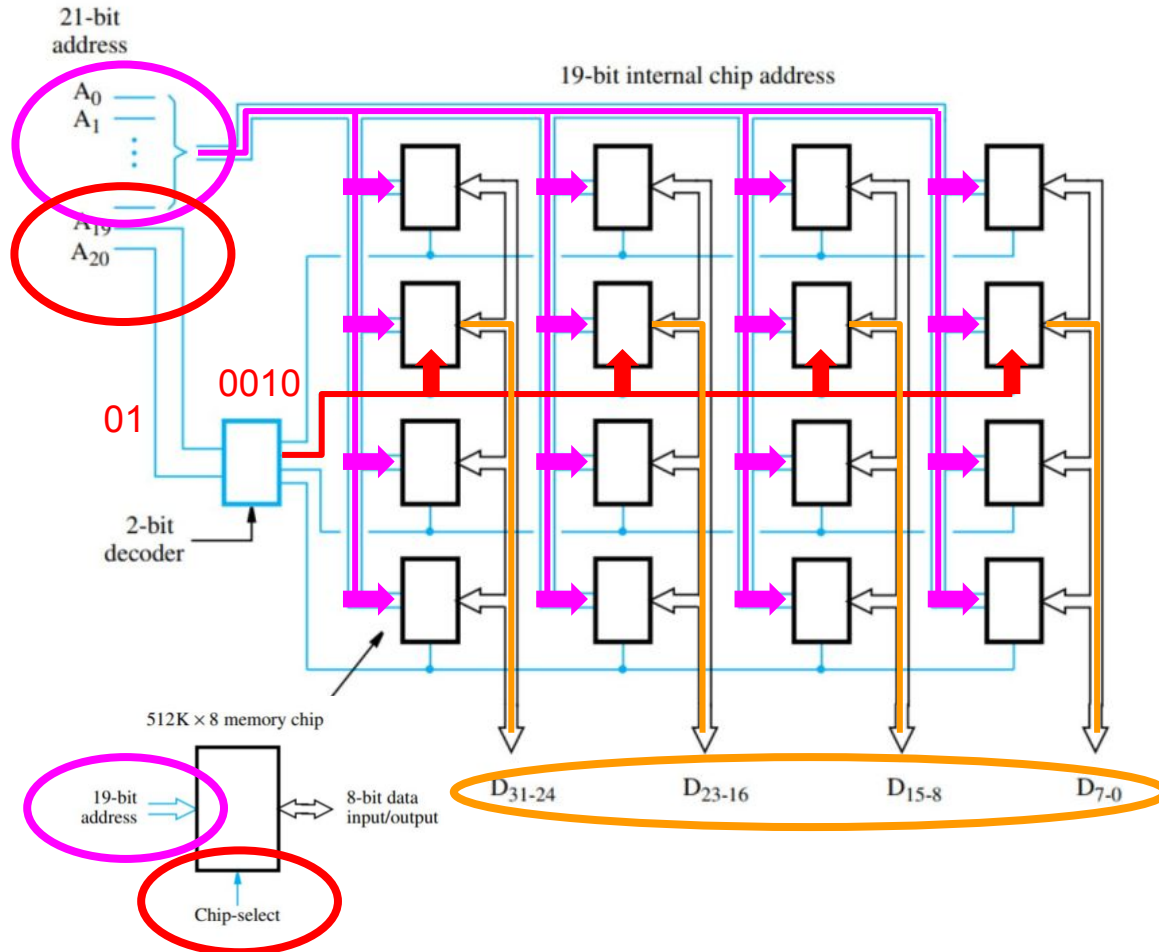 21-bit
address
19-bit internal chip address
A0
A1
A19
A20
0010
01
2-bit
decoder
512K × 8 memory chip
D31-24
D23-16
D15-8
D7-0
19-bit
address
8-bit data
input/output
Chip-select